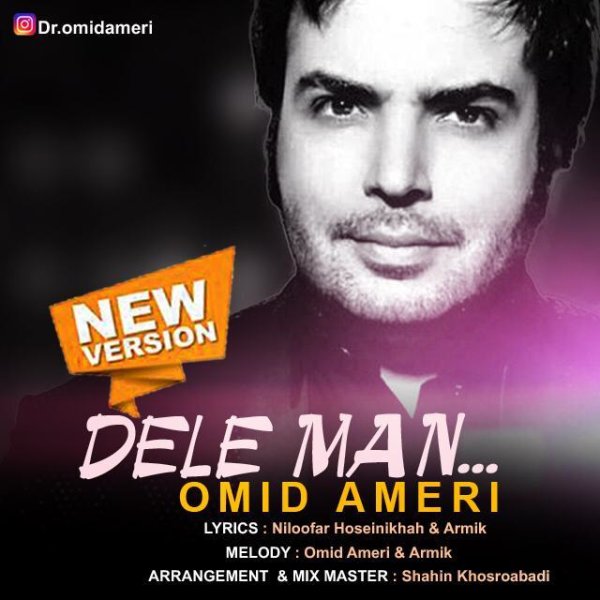 Dr.omidameri
NEW
VERSION
DELE MAN...
OMID AMERI
LYRICS : Niloofar Hoseinikhah & Armik
MELODY : Omid Ameri & Armik
ARRANGEMENT & MIX MASTER : Shahin Khosroabadi